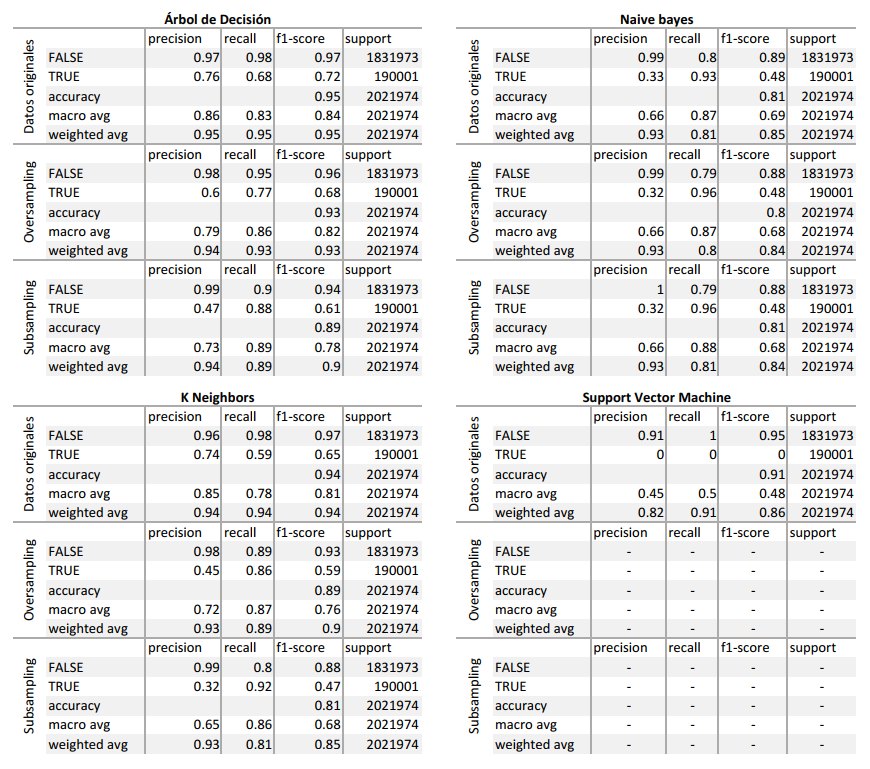 Árbol de Decisión
Datos originales
precision recall f1-score support
FALSE 0.97 0.98 0.97 1831973
TRUE 0.76 0.68 0.72 190001
accuracy 0.95 2021974
macro avg 0.86 0.83 0.84 2021974
weighted avg 0.95 0.95 0.95 2021974
Oversampling
precision recall f1-score support
FALSE 0.98 0.95 0.96 1831973
TRUE 0.6 0.77 0.68 190001
accuracy 0.93 2021974
macro avg 0.79 0.86 0.82 2021974
weighted avg 0.94 0.93 0.93 2021974
Subsampling
precision recall f1-score support
FALSE 0.99 0.9 0.94 1831973
TRUE 0.47 0.88 0.61 190001
accuracy 0.89 2021974
macro avg 0.73 0.89 0.78 2021974
weighted avg 0.94 0.89 0.9 2021974
Naive bayes
Datos originales
precision recall f1-score support
FALSE 0.99 0.8 0.89 1831973
TRUE 0.33 0.93 0.48 190001
accuracy 0.81 2021974
macro avg 0.66 0.87 0.69 2021974
weighted avg 0.93 0.81 0.85 2021974
Oversampling
precision recall f1-score support
FALSE 0.99 0.79 0.88 1831973
TRUE 0.32 0.96 0.48 190001
accuracy 0.8 2021974
macro avg 0.66 0.87 0.68 2021974
weighted avg 0.93 0.8 0.84 2021974
Subsampling
precision recall f1-score support
FALSE 1 0.79 0.88 1831973
TRUE 0.32 0.96 0.48 190001
accuracy 0.81 2021974
macro avg 0.66 0.88 0.68 2021974
weighted avg 0.93 0.81 0.84 2021974
K Neighbors
Datos originales
precision recall f1-score support
FALSE 0.96 0.98 0.97 1831973
TRUE 0.74 0.59 0.65 190001
accuracy 0.94 2021974
macro avg 0.85 0.78 0.81 2021974
weighted avg 0.94 0.94 0.94 2021974
Oversampling
precision recall f1-score support
FALSE 0.98 0.89 0.93 1831973
TRUE 0.45 0.86 0.59 190001
accuracy 0.89 2021974
macro avg 0.72 0.87 0.76 2021974
weighted avg 0.93 0.89 0.9 2021974
Subsampling
precision recall f1-score support
FALSE 0.99 0.8 0.88 1831973
TRUE 0.32 0.92 0.47 190001
accuracy 0.81 2021974
macro avg 0.65 0.86 0.68 2021974
weighted avg 0.93 0.81 0.85 2021974
Support Vector Machine
Datos originales
precision recall f1-score support
FALSE 0.91 1 0.95 1831973
TRUE 0 0 0 190001
accuracy 0.91 2021974
macro avg 0.45 0.5 0.48 2021974
weighted avg 0.82 0.91 0.86 2021974
Oversampling
precision recall f1-score support
FALSE - - - -
TRUE - - - -
accuracy - - - -
macro avg - - - -
weighted avg - - - -
Subsampling
precision recall f1-score support
FALSE - - - -
TRUE - - - -
accuracy - - - -
macro avg - - - -
weighted avg - - - -